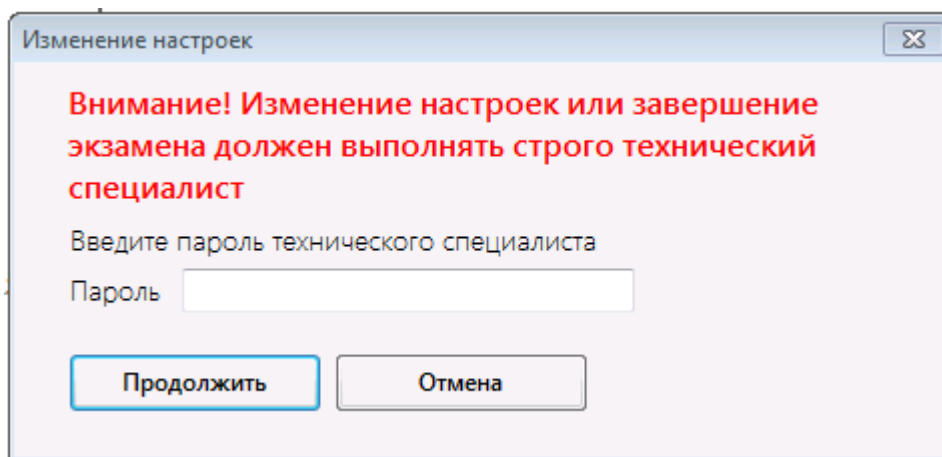 Изменение настроек
Внимание! Изменение настроек или завершение
экзамена должен выполнять строго технический
специалист
Введите пароль технического специалиста
Пароль
Продолжить Отмена